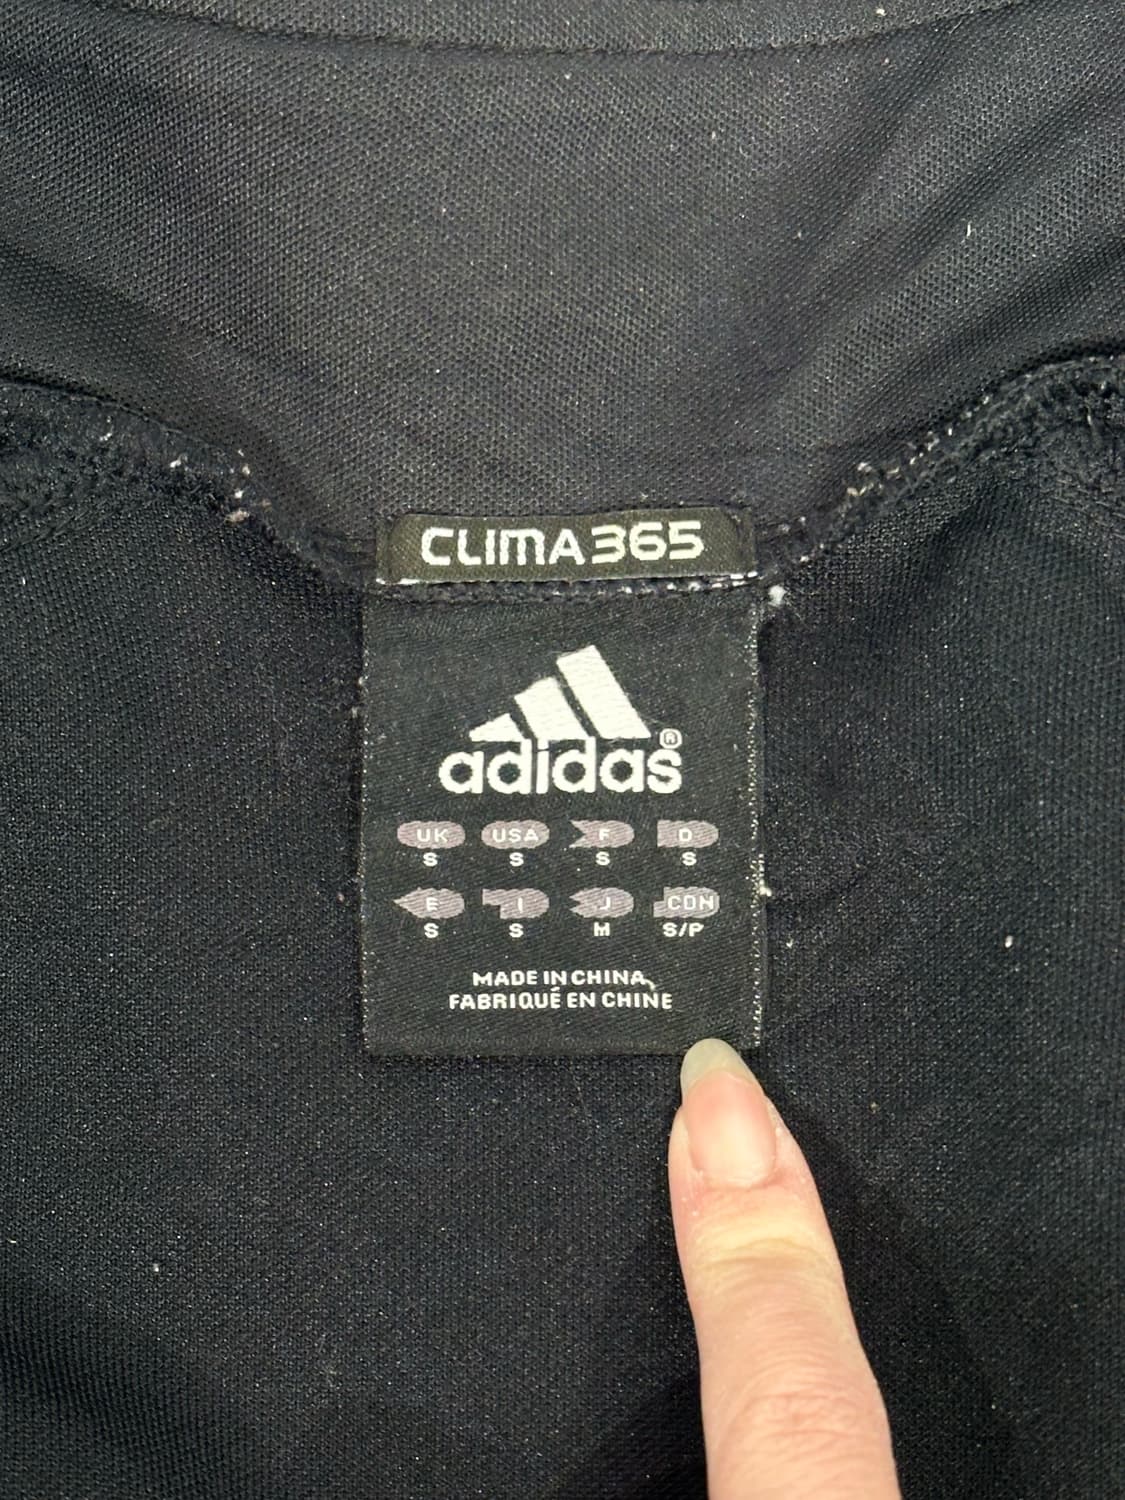 CLIMA365
adidas®
UK USA F D
S S S S
E I J CDN
S S M S/P
MADE IN CHINA
FABRIQUÉ EN CHINE